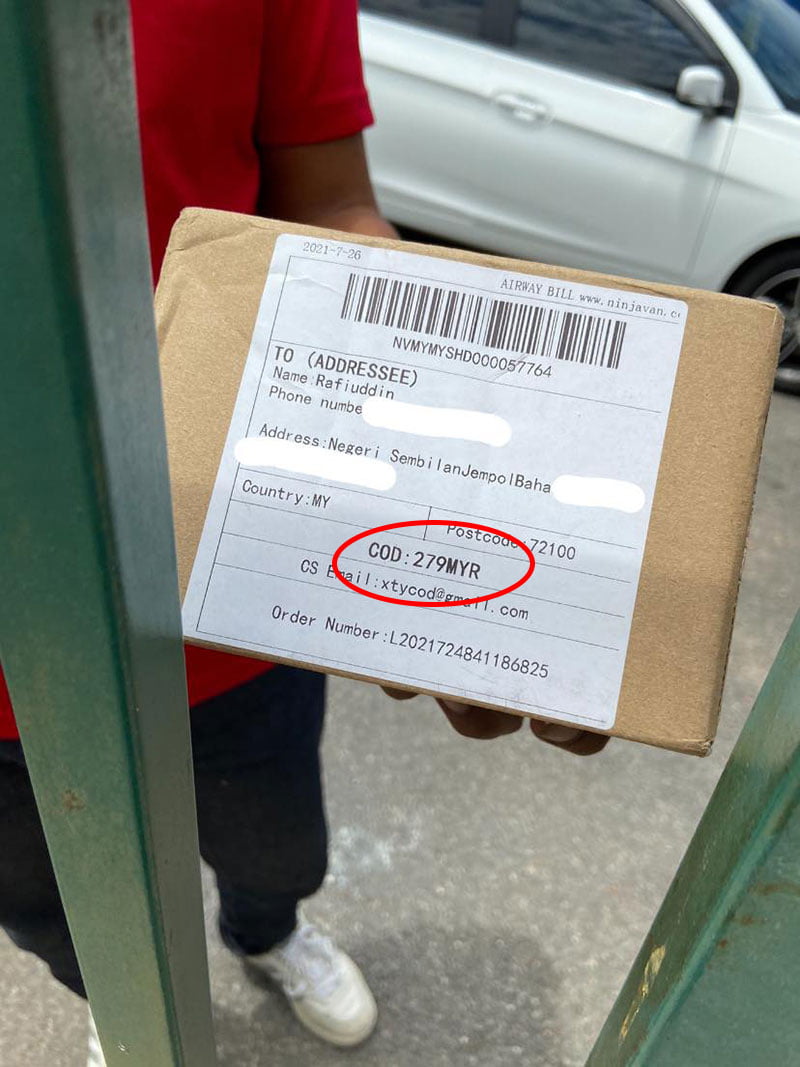 2021-7-26
AIRWAY BILL www.ninjavan.c
NVMYMYSHD000057764
TO (ADDRESSEE)
Name:Rafiuddin
Phone numbe
Address:Negeri SembilanJempolBaha
Country:MY
Postcode:72100
COD:279MYR
CS Email:xtycod@gmail.com
Order Number:L2021724841186825